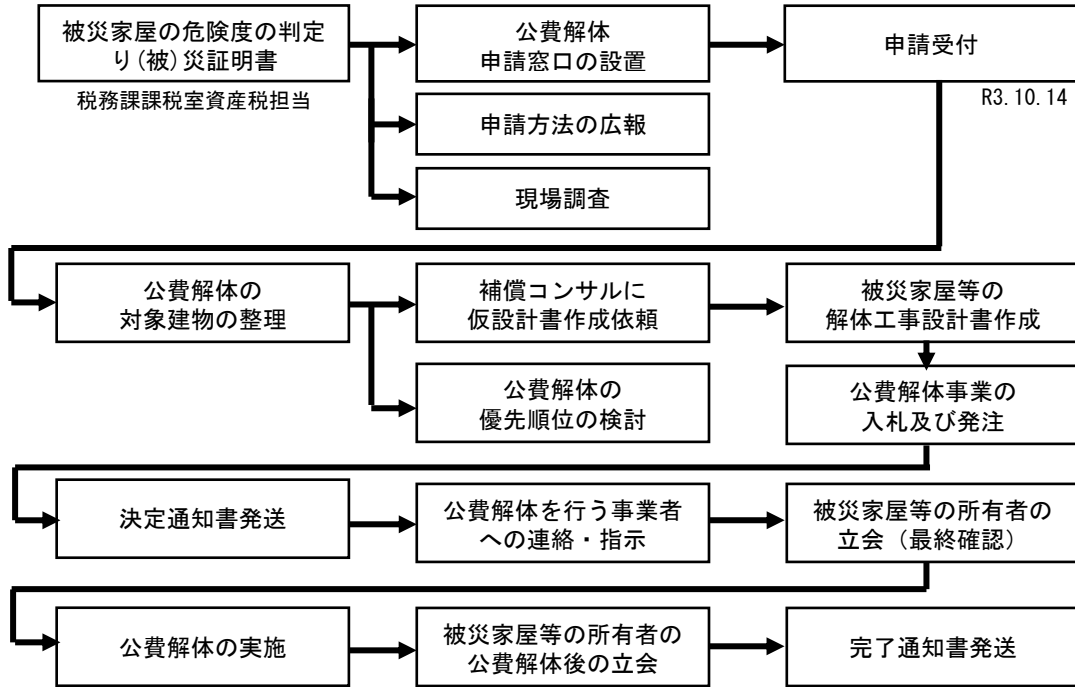 被災家屋の危険度の判定
り(被)災証明書
税務課課税室資産税担当
公費解体
申請窓口の設置
申請受付
R3.10.14
申請方法の広報
現場調査
公費解体の
対象建物の整理
補償コンサルに
仮設計書作成依頼
被災家屋等の
解体工事設計書作成
公費解体の
優先順位の検討
公費解体事業の
入札及び発注
決定通知書発送
公費解体を行う事業者
への連絡・指示
被災家屋等の所有者の
立会（最終確認）
公費解体の実施
被災家屋等の所有者の
公費解体後の立会
完了通知書発送